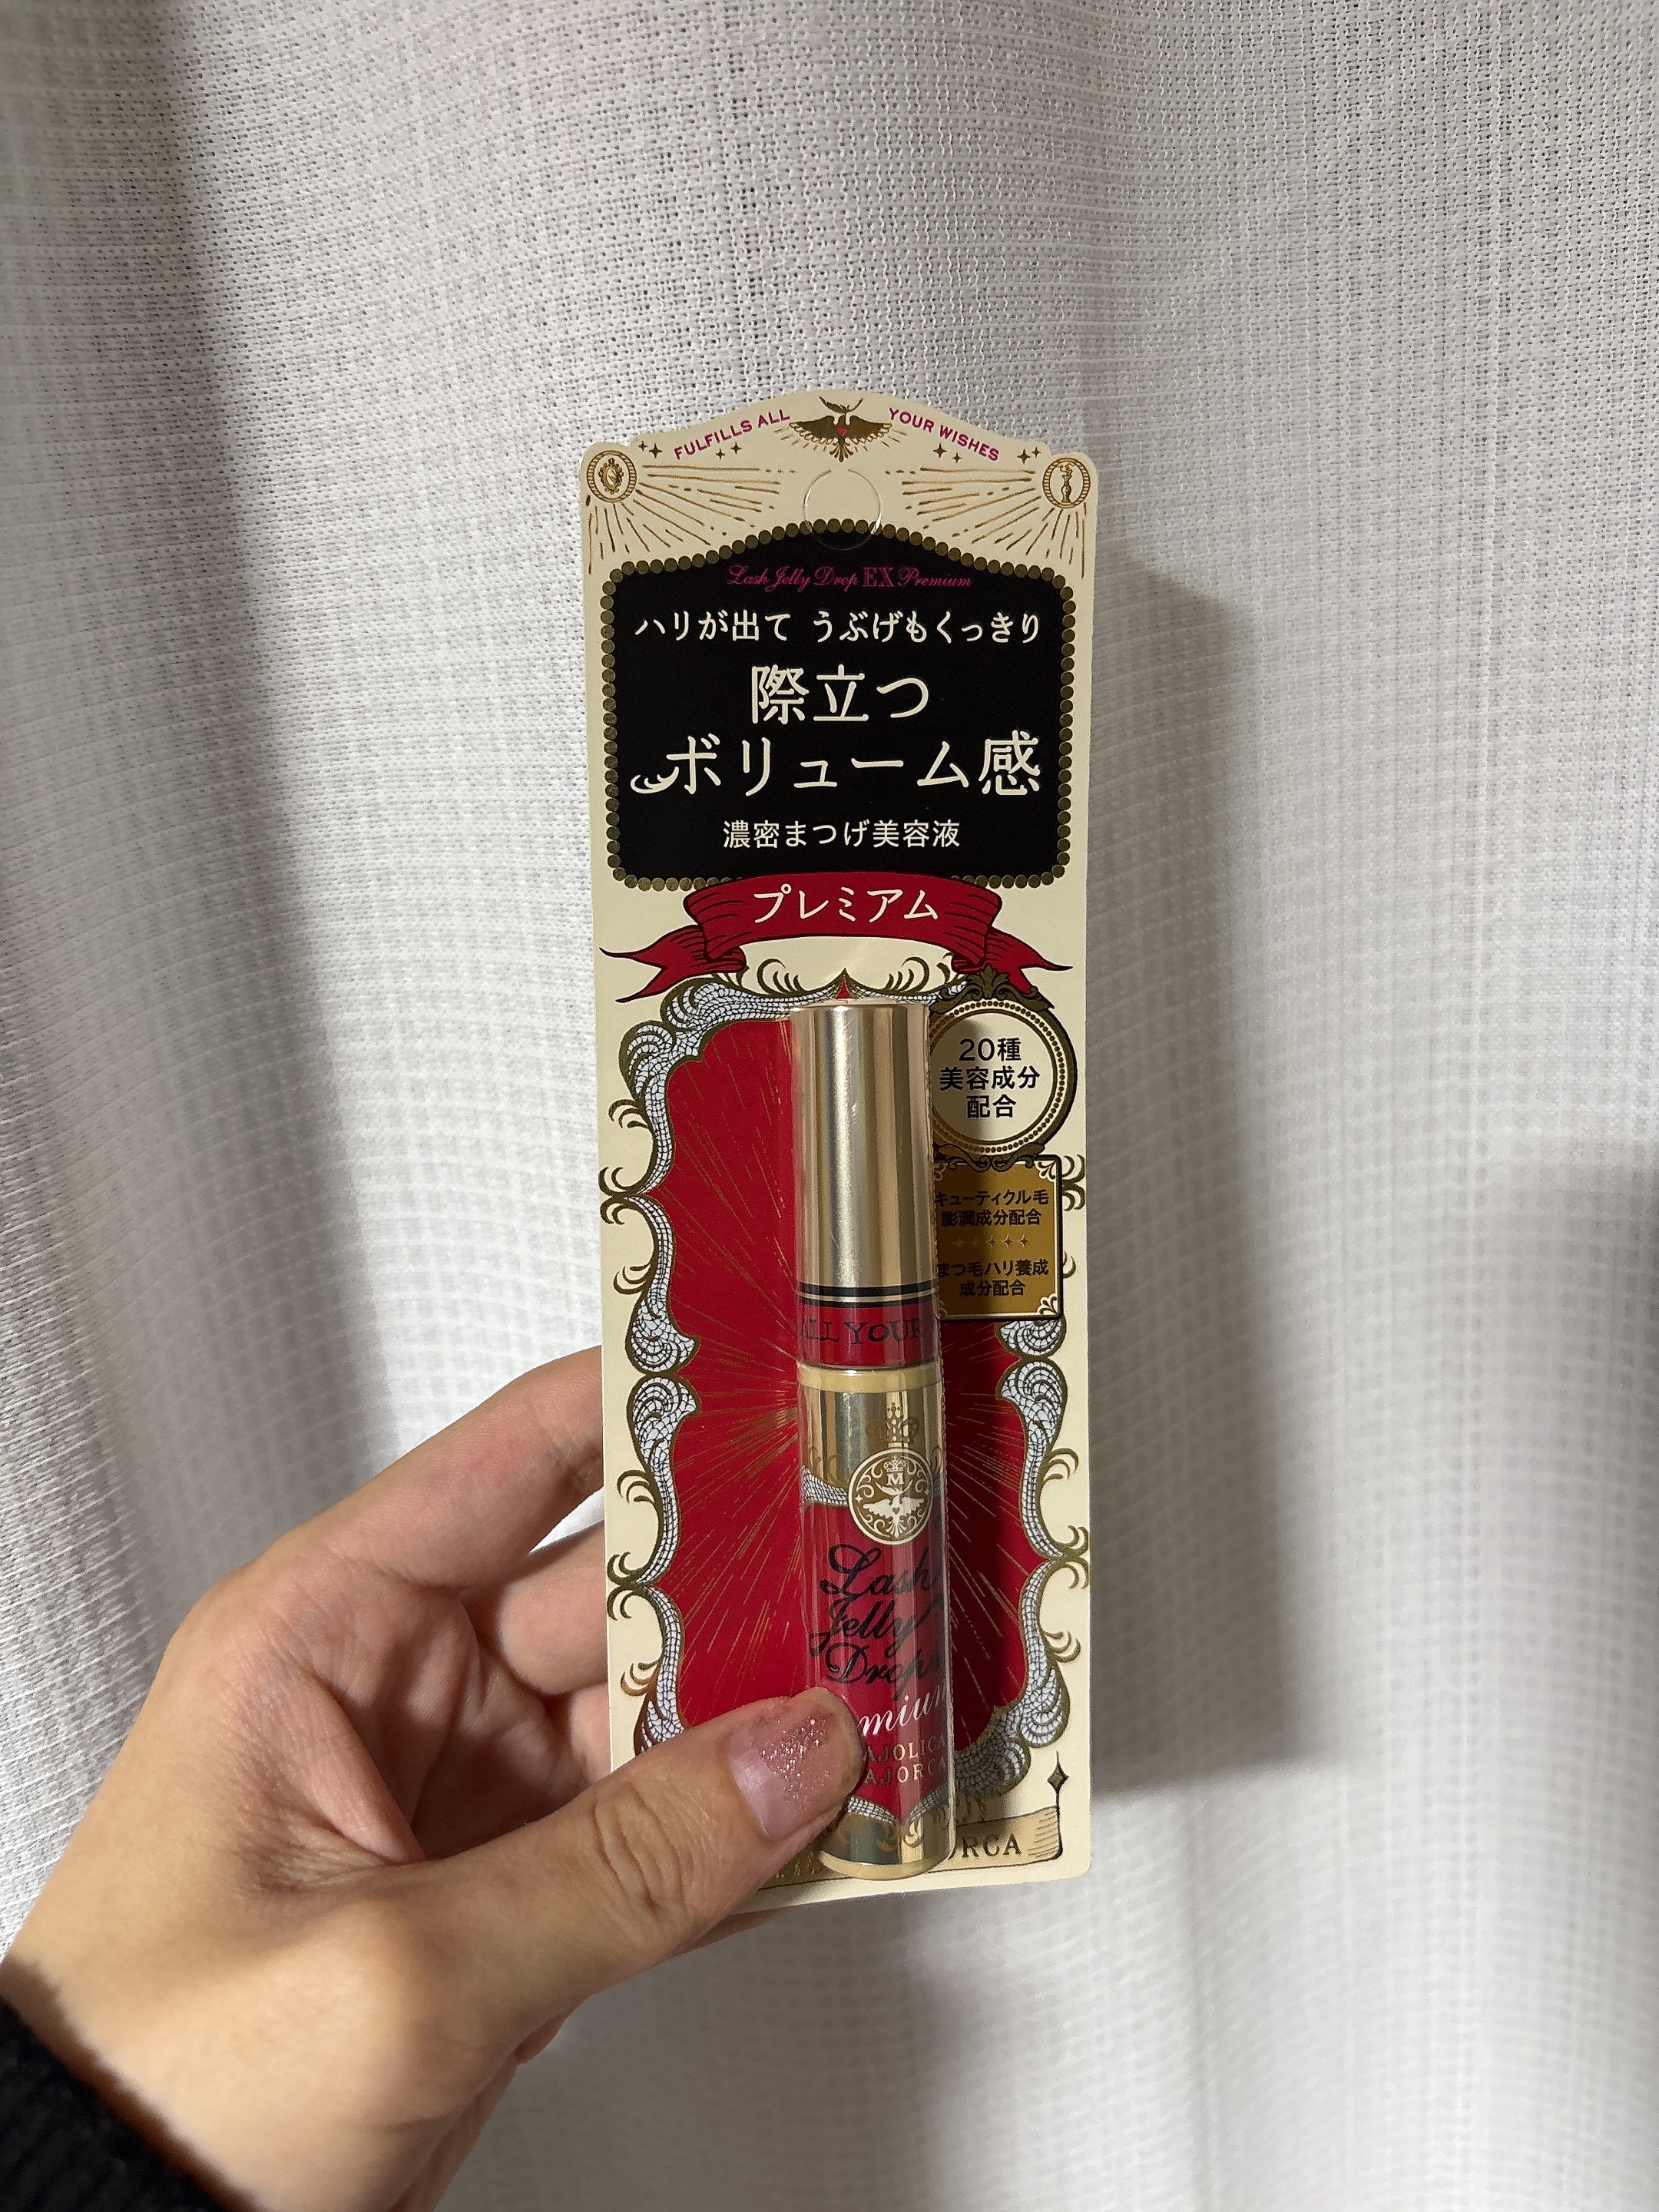 FULFILLS ALL YOUR WISHES
Lash Jelly Drop EX Premium
ハリが出て うぶげもくっきり
際立つ
ボリューム感
濃密まつげ美容液
プレミアム
20種
美容成分
配合
キューティクル毛
膨潤成分配合
まつ毛ハリ養成
成分配合
ALL YOUR
M
Lash
Jelly
Drop